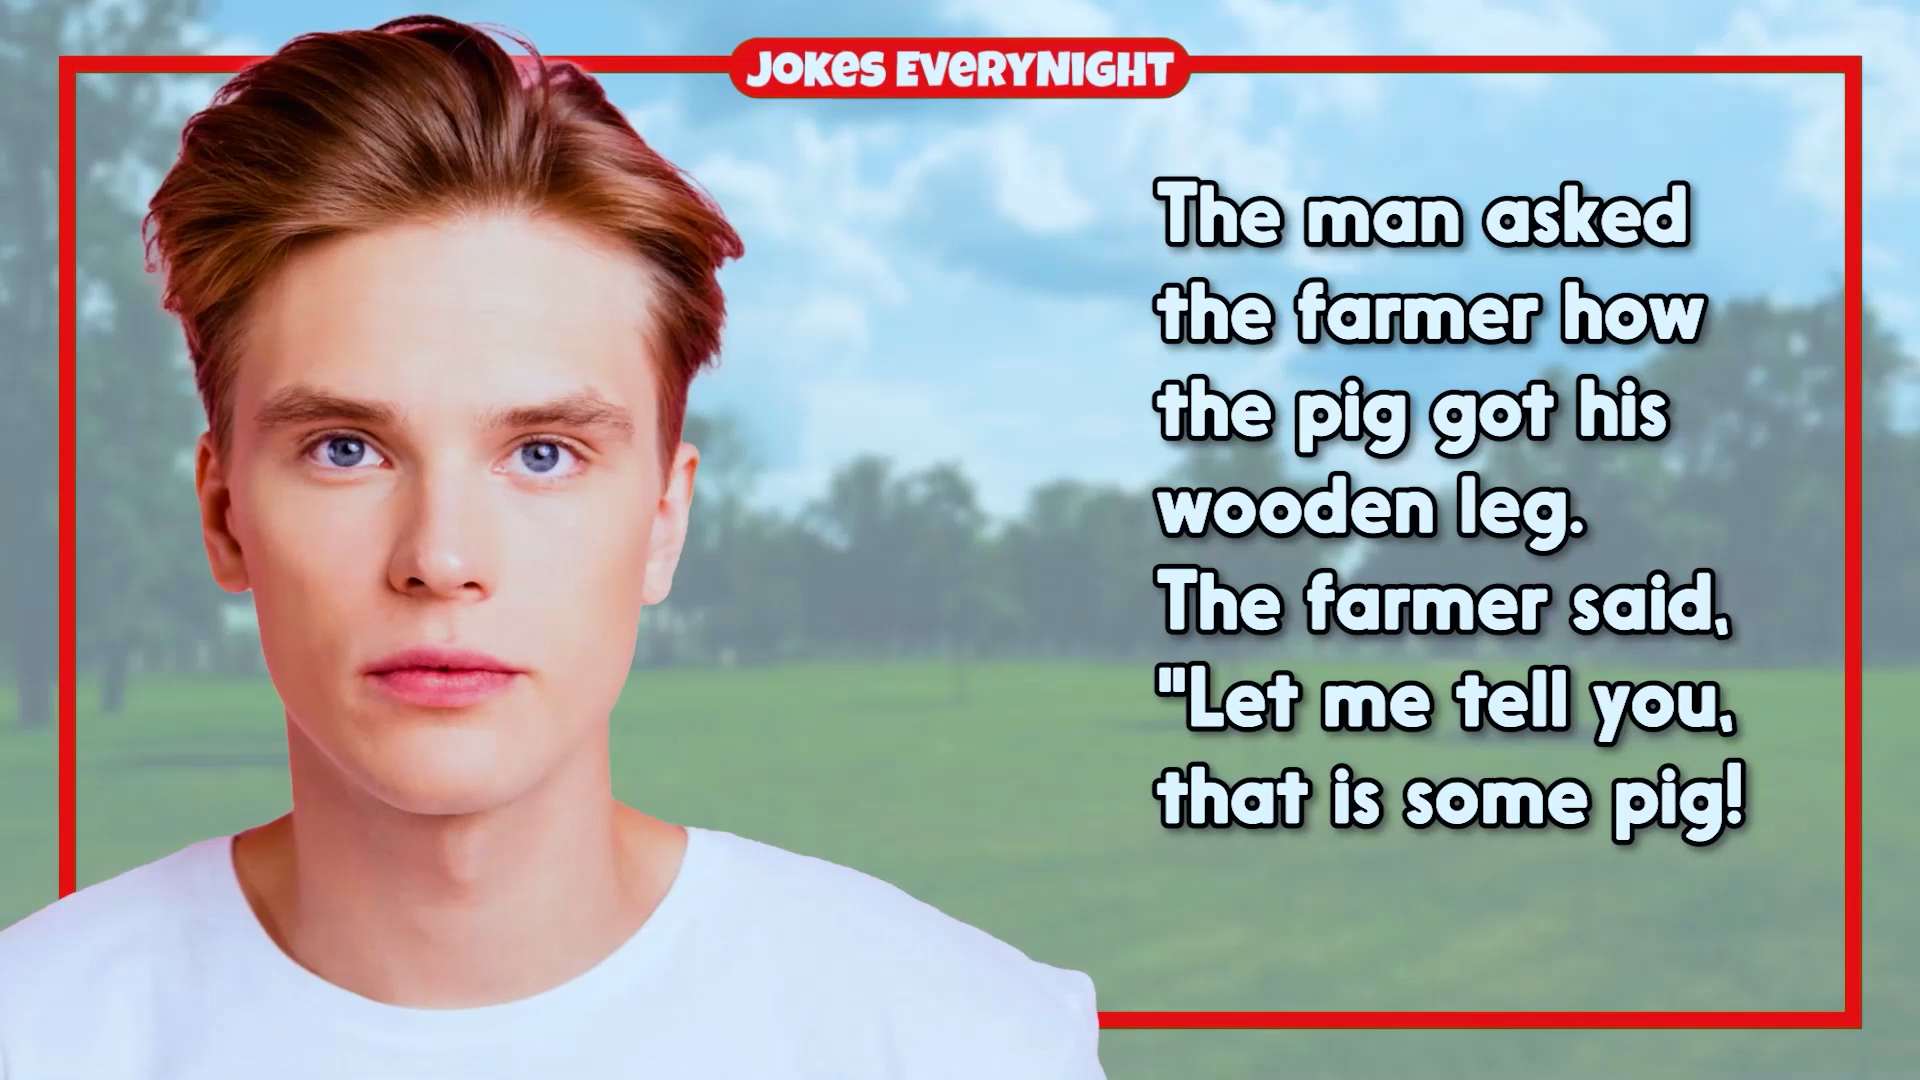 JOKES EVERYNIGHT
The man asked
the farmer how
the pig got his
wooden leg.
The farmer said,
"Let me tell you,
that is some pig!